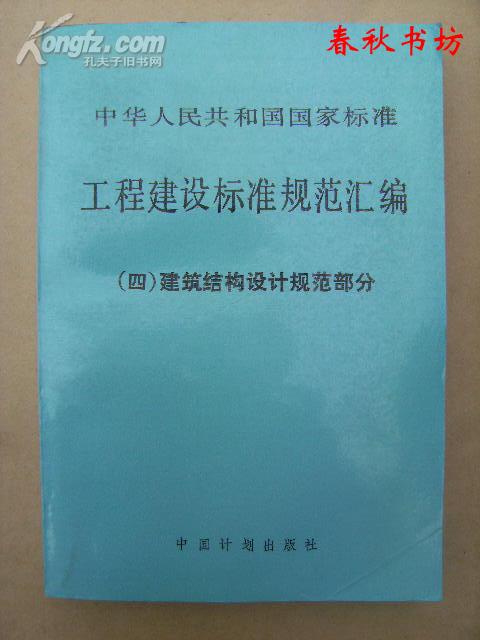 Kongfz.com
孔夫子旧书网
春秋书坊
中华人民共和国国家标准
工程建设标准规范汇编
(四)建筑结构设计规范部分
中国计划出版社